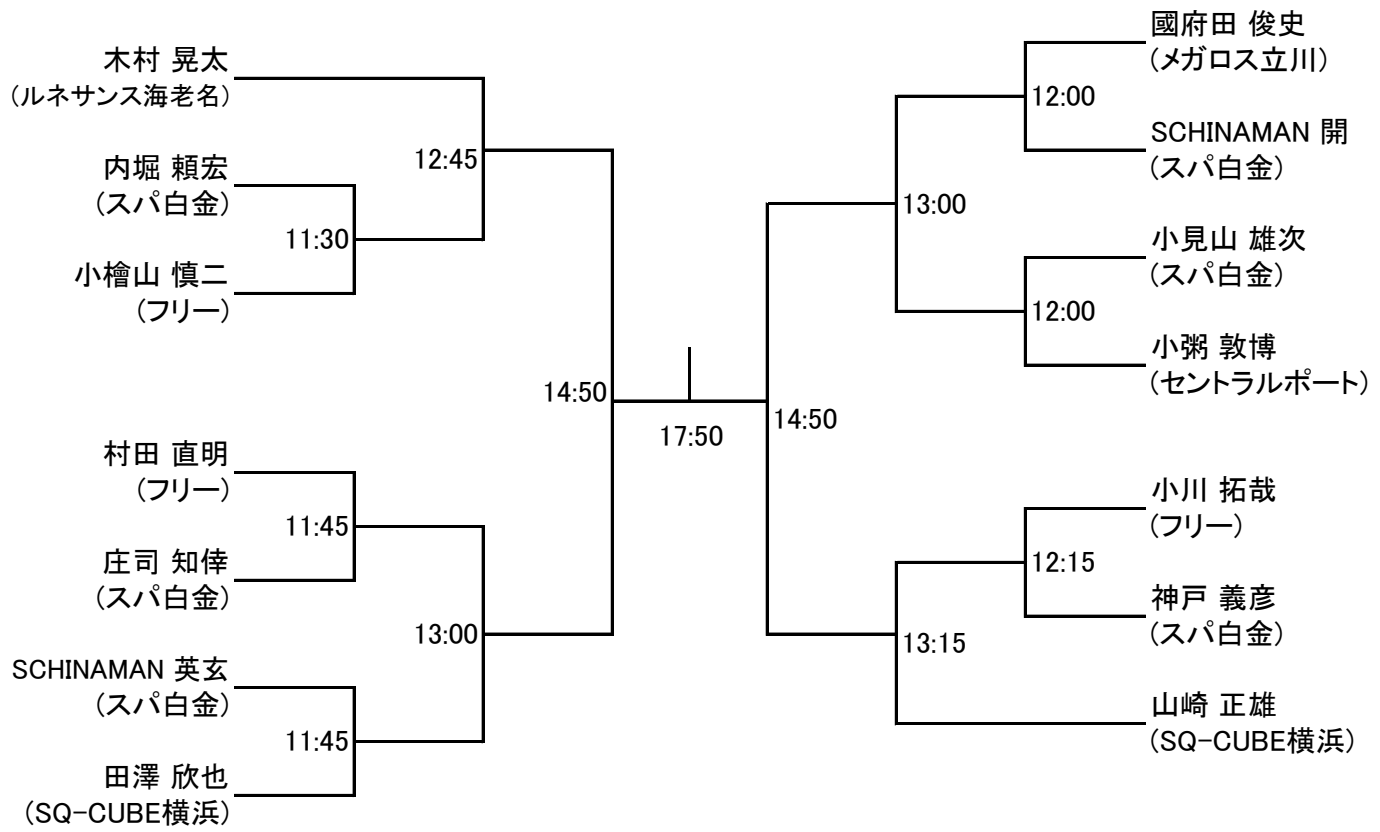 木村 晃太
(ルネサンス海老名)
内堀 頼宏
(スパ白金)
小檜山 慎二
(フリー)
村田 直明
(フリー)
庄司 知倖
(スパ白金)
SCHINAMAN 英玄
(スパ白金)
田澤 欣也
(SQ-CUBE横浜)
11:30
11:45
11:45
12:45
13:00
14:50
17:50
14:50
13:00
13:15
12:00
12:00
12:15
國府田 俊史
(メガロス立川)
SCHINAMAN 開
(スパ白金)
小見山 雄次
(スパ白金)
小粥 敦博
(セントラルポート)
小川 拓哉
(フリー)
神戸 義彦
(スパ白金)
山崎 正雄
(SQ-CUBE横浜)